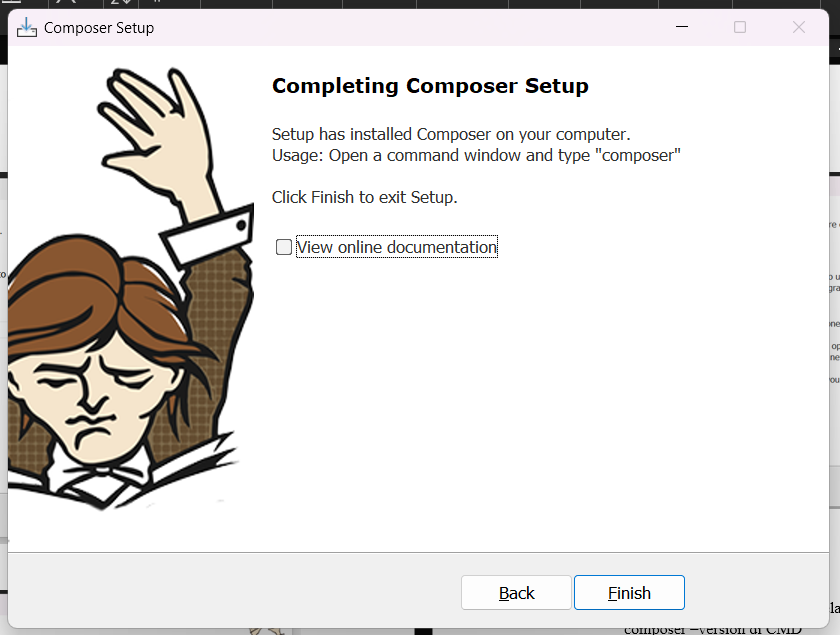 Composer Setup
Completing Composer Setup
Setup has installed Composer on your computer.
Usage: Open a command window and type "composer"
Click Finish to exit Setup.
View online documentation
Back
Finish
composer –version di CMD